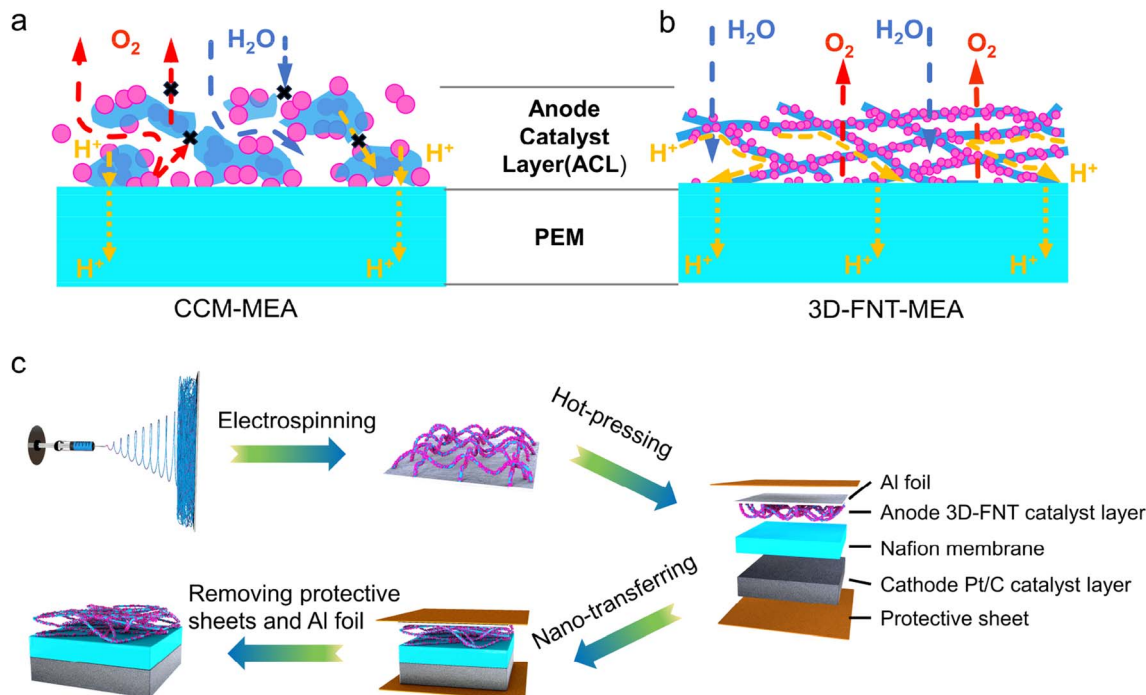 a
O₂
H₂O
H⁺
H⁺
H⁺
H⁺
CCM-MEA
Anode
Catalyst
Layer(ACL)
PEM
b
H₂O
O₂
H₂O
O₂
H⁺
H⁺
H⁺
H⁺
H⁺
3D-FNT-MEA
c
Electrospinning
Hot-pressing
Al foil
Anode 3D-FNT catalyst layer
Nafion membrane
Cathode Pt/C catalyst layer
Protective sheet
Nano-transferring
Removing protective
sheets and Al foil